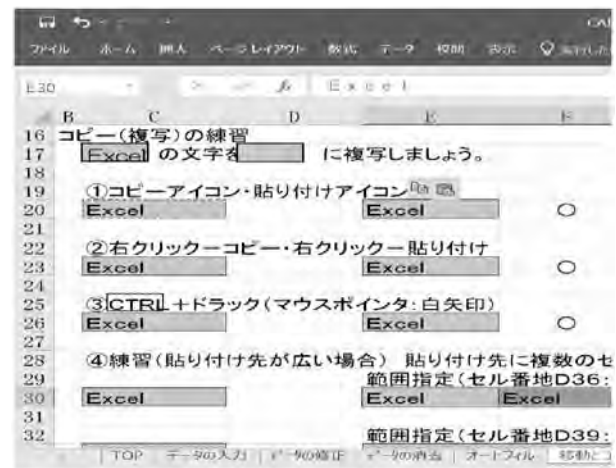 ファイル ホーム 挿入 ページ レイアウト 数式 データ 校閲 表示
E30 fx Excel
B C D E F
16 コピー(複写)の練習
17 Excel の文字を に複写しましょう。
18
19 ①コピーアイコン・貼り付けアイコン
20 Excel Excel ○
21
22 ②右クリックーコピー・右クリックー貼り付け
23 Excel Excel ○
24
25 ③CTRL+ドラック(マウスポインタ:白矢印)
26 Excel Excel ○
27
28 ④練習(貼り付け先が広い場合) 貼り付け先に複数のセ
29 範囲指定(セル番地D36:
30 Excel Excel Excel
31
32 範囲指定(セル番地D39:
TOP データの入力 データの修正 データの消去 オートフィル 移動と